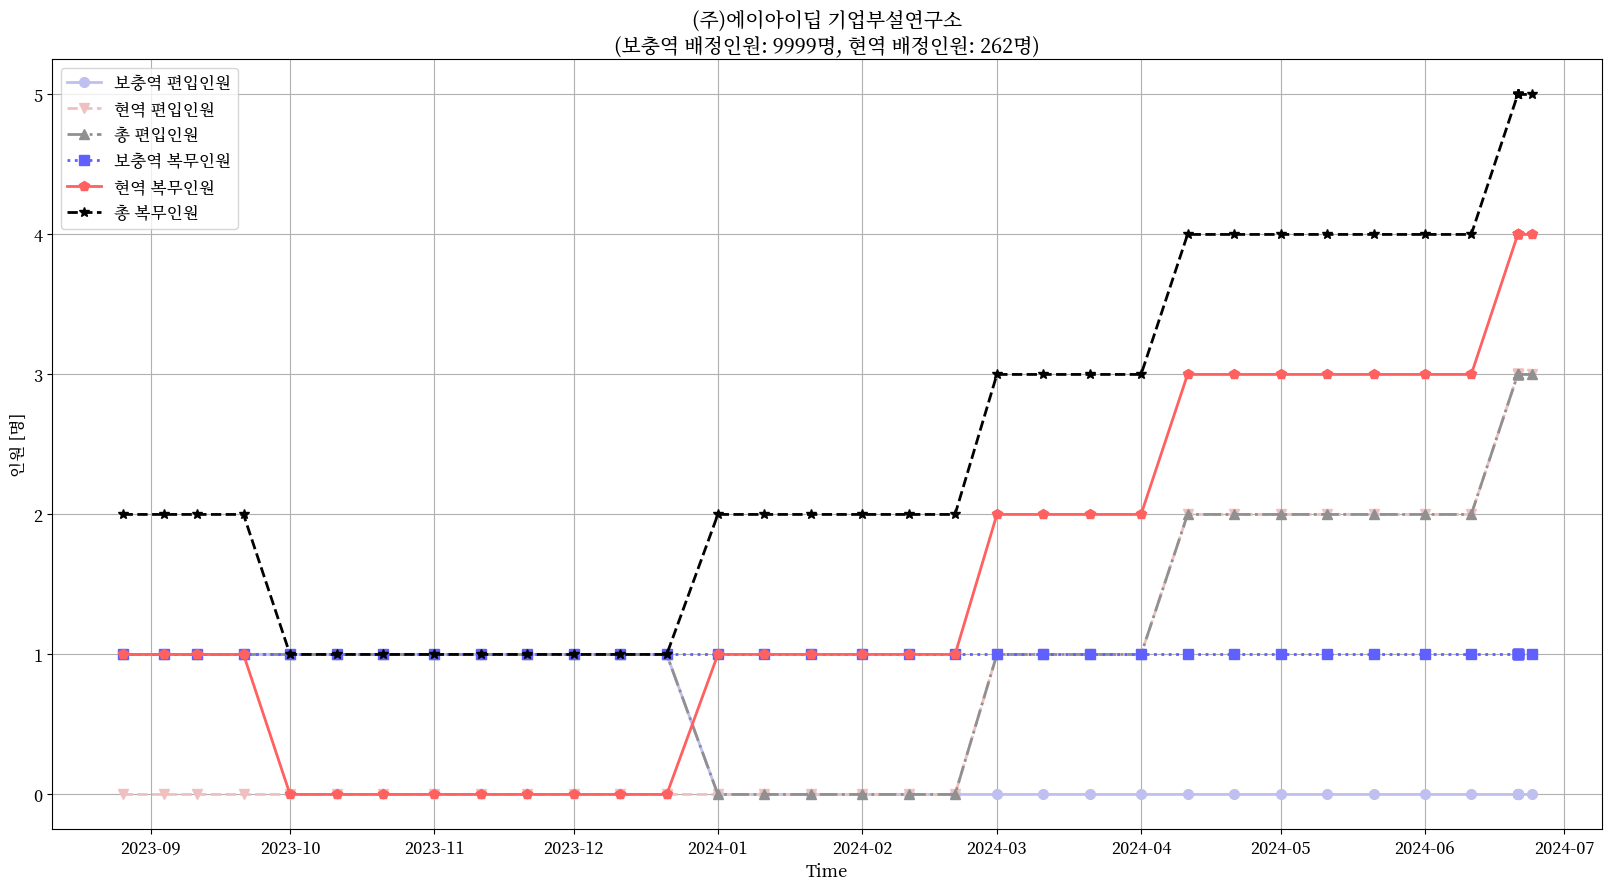 (주)에이아이딥 기업부설연구소
(보충역 배정인원: 9999명, 현역 배정인원: 262명)
보충역 편입인원
현역 편입인원
총 편입인원
보충역 복무인원
현역 복무인원
총 복무인원
인원 [명]
5
4
3
2
1
0
2023-09
2023-10
2023-11
2023-12
2024-01
2024-02
2024-03
2024-04
2024-05
2024-06
2024-07
Time